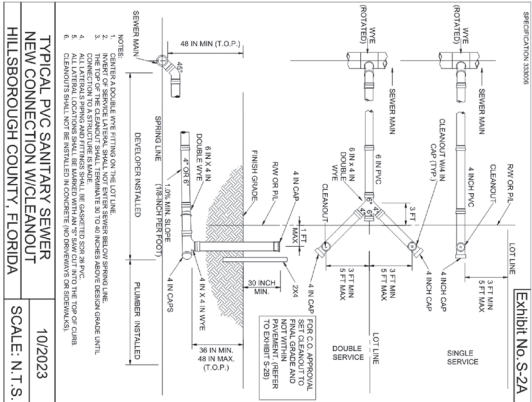 SPECIFICATION 333006
Exhibit No. S-2A
WYE
(ROTATED)
SEWER MAIN
R/W OR P/L
LOT LINE
CLEANOUT
4 INCH PVC
3 FT MIN
5 FT MAX
4 INCH CAP
SINGLE
SERVICE
CLEANOUT W/4 IN
CAP (TYP.)
WYE
(ROTATED)
SEWER MAIN
R/W OR P/L
3 FT
6 IN PVC
6 IN X 4 IN
DOUBLE
WYE
6"
6"
CLEANOUT
3 FT MIN
5 FT MAX
3 FT MIN
5 FT MAX
4 INCH CAP
4 INCH CAP
LOT LINE
DOUBLE
SERVICE
R/W OR P/L
1 FT
MAX
4 IN CAP
4 IN CAP
FINISH GRADE
2X4
30 INCH
MIN.
FOR C.O. APPROVAL
SET CLEANOUT TO
FINAL GRADE AND
NOT WITHIN
PAVEMENT. (REFER
TO EXHIBIT S-2B)
48 IN MIN (T.O.P.)
6 IN X 4 IN
DOUBLE WYE
4" OR 6"
1.00% MIN. SLOPE
(1/8-INCH PER FOOT)
4 IN X 4 IN WYE
4 IN CAPS
36 IN MIN.
48 IN MAX.
(T.O.P.)
45°
SPRING LINE
SEWER MAIN
DEVELOPER INSTALLED
PLUMBER INSTALLED
NOTES:
1. CENTER A DOUBLE WYE FITTING ON THE LOT LINE.
2. INVERT OF SERVICE LATERAL SHALL NOT ENTER SEWER BELOW SPRING LINE.
3. THE TOP OF THE CLEANOUT SHALL TERMINATE 30 TO 40 INCHES ABOVE DESIGN GRADE UNTIL
CONNECTION TO A STRUCTURE IS MADE.
4. ALL LATERALS PIPING AND FITTINGS SHALL BE GASKETED SDR 26 PVC
5. ALL LATERAL LOCATIONS SHALL BE MARKED WITH AN "S" SAW CUT INTO THE TOP OF CURB.
6. CLEANOUTS SHALL NOT BE INSTALLED IN CONCRETE (NO DRIVEWAYS OR SIDEWALKS).
TYPICAL PVC SANITARY SEWER
NEW CONNECTION W/CLEANOUT
10/2023
HILLSBOROUGH COUNTY, FLORIDA
SCALE: N.T.S.